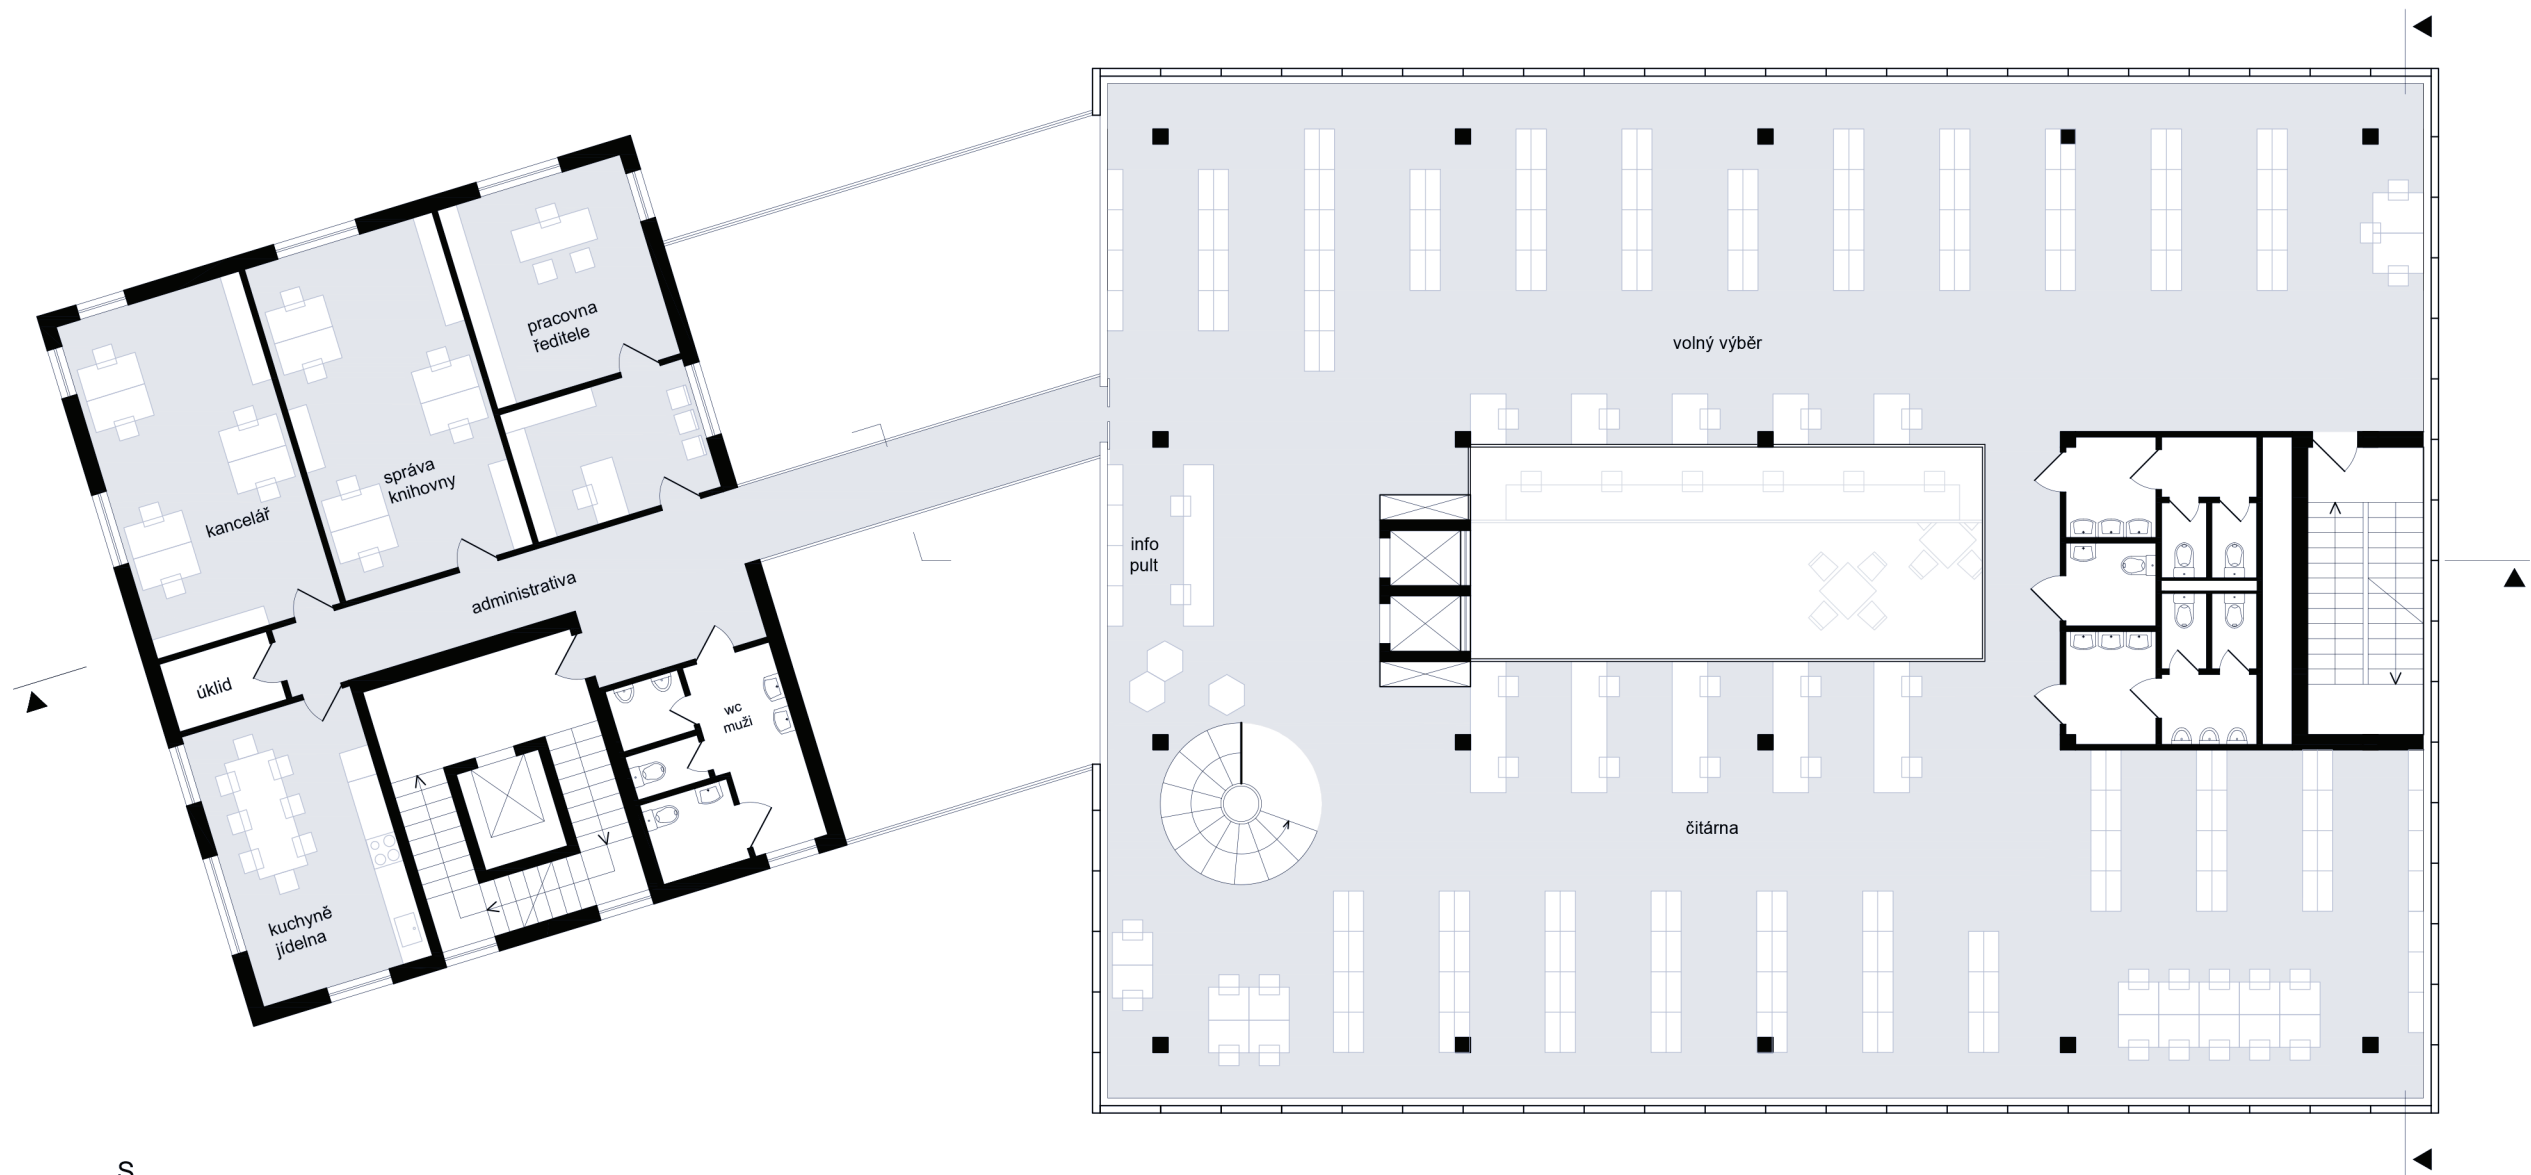 pracovna
ředitele
správa
knihovny
kancelář
administrativa
úklid
wc
muži
kuchyně
jídelna
volný výběr
info
pult
čitárna
S